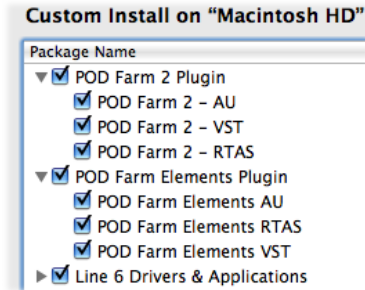 Custom Install on “Macintosh HD”
Package Name
POD Farm 2 Plugin
POD Farm 2 – AU
POD Farm 2 – VST
POD Farm 2 – RTAS
POD Farm Elements Plugin
POD Farm Elements AU
POD Farm Elements RTAS
POD Farm Elements VST
Line 6 Drivers & Applications